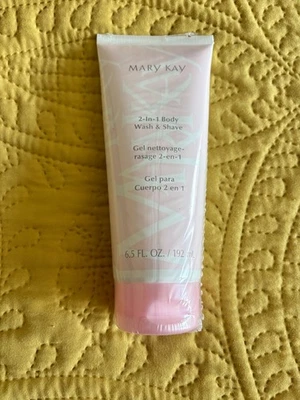 MARY KAY
2-in-1 Body
Wash & Shave
Gel nettoyage-
rasage 2-en-1
Gel para
Cuerpo 2 en 1
6.5 FL. OZ. / 192